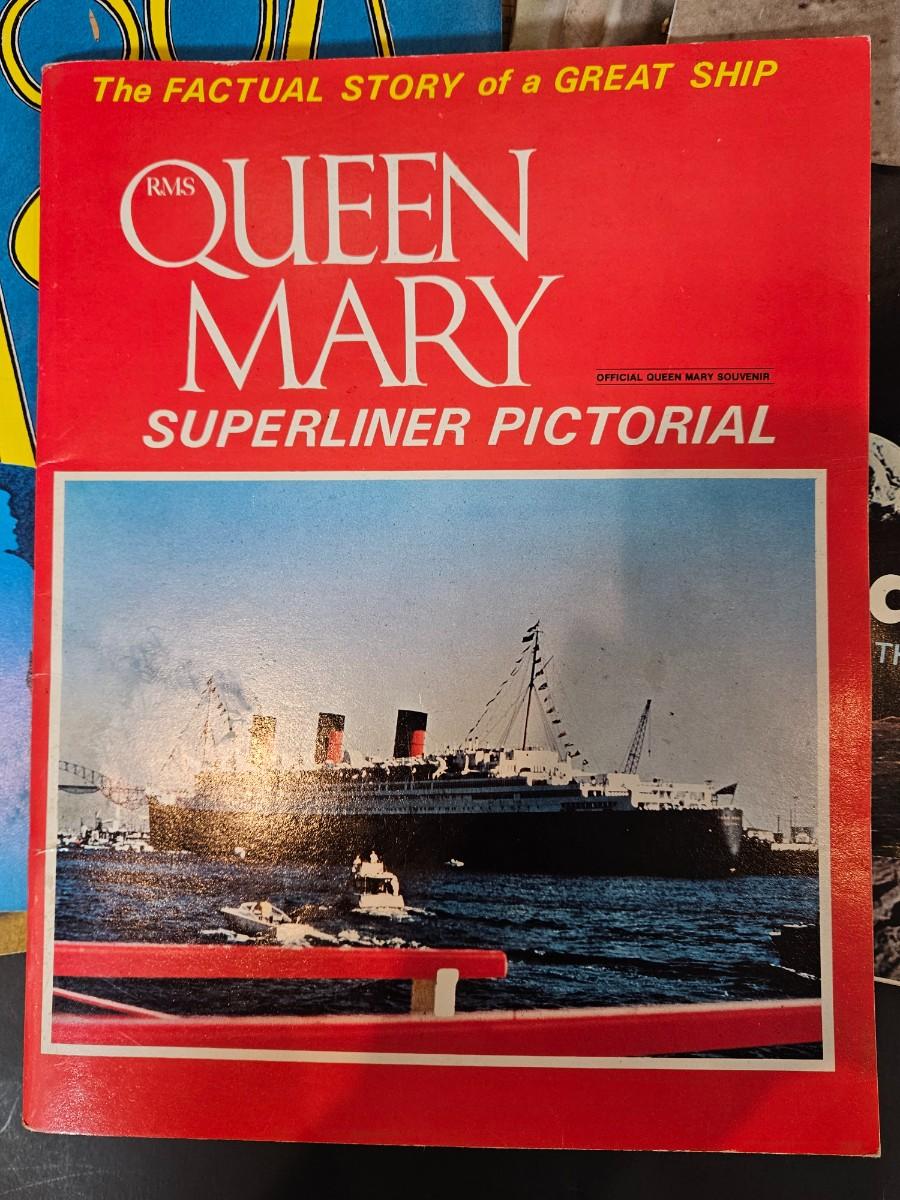 The FACTUAL STORY of a GREAT SHIP
RMS
QUEEN
MARY
OFFICIAL QUEEN MARY SOUVENIR
SUPERLINER PICTORIAL